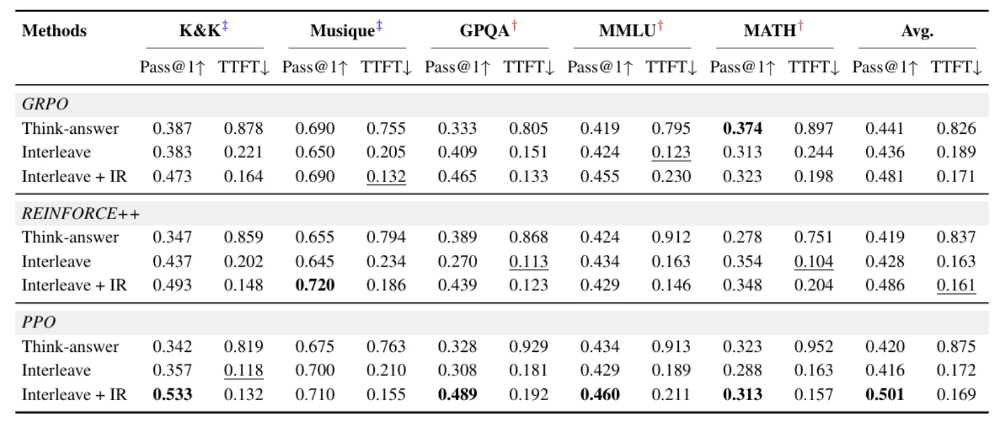 Methods K&K‡ Musique‡ GPQA† MMLU† MATH† Avg.
Pass@1↑ TTFT↓ Pass@1↑ TTFT↓ Pass@1↑ TTFT↓ Pass@1↑ TTFT↓ Pass@1↑ TTFT↓ Pass@1↑ TTFT↓
GRPO
Think-answer 0.387 0.878 0.690 0.755 0.333 0.805 0.419 0.795 0.374 0.897 0.441 0.826
Interleave 0.383 0.221 0.650 0.205 0.409 0.151 0.424 0.123 0.313 0.244 0.436 0.189
Interleave + IR 0.473 0.164 0.690 0.132 0.465 0.133 0.455 0.230 0.323 0.198 0.481 0.171
REINFORCE++
Think-answer 0.347 0.859 0.655 0.794 0.389 0.868 0.424 0.912 0.278 0.751 0.419 0.837
Interleave 0.437 0.202 0.645 0.234 0.270 0.113 0.434 0.163 0.354 0.104 0.428 0.163
Interleave + IR 0.493 0.148 0.720 0.186 0.439 0.123 0.429 0.146 0.348 0.204 0.486 0.161
PPO
Think-answer 0.342 0.819 0.675 0.763 0.328 0.929 0.434 0.913 0.323 0.952 0.420 0.875
Interleave 0.357 0.118 0.700 0.210 0.308 0.181 0.429 0.189 0.288 0.163 0.416 0.172
Interleave + IR 0.533 0.132 0.710 0.155 0.489 0.192 0.460 0.211 0.313 0.157 0.501 0.169